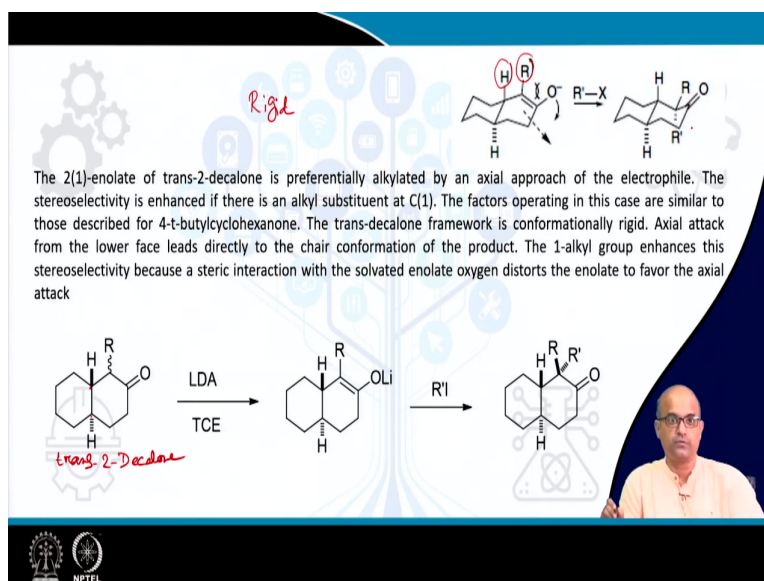 Rigid
H R O⁻ R'–X H R O
R'
H H
The 2(1)-enolate of trans-2-decalone is preferentially alkylated by an axial approach of the electrophile. The
stereoselectivity is enhanced if there is an alkyl substituent at C(1). The factors operating in this case are similar to
those described for 4-t-butylcyclohexanone. The trans-decalone framework is conformationally rigid. Axial attack
from the lower face leads directly to the chair conformation of the product. The 1-alkyl group enhances this
stereoselectivity because a steric interaction with the solvated enolate oxygen distorts the enolate to favor the axial
attack
H R O LDA H R OLi R'I H R R' O
TCE
H H H
trans-2-Decalone
NPTEL